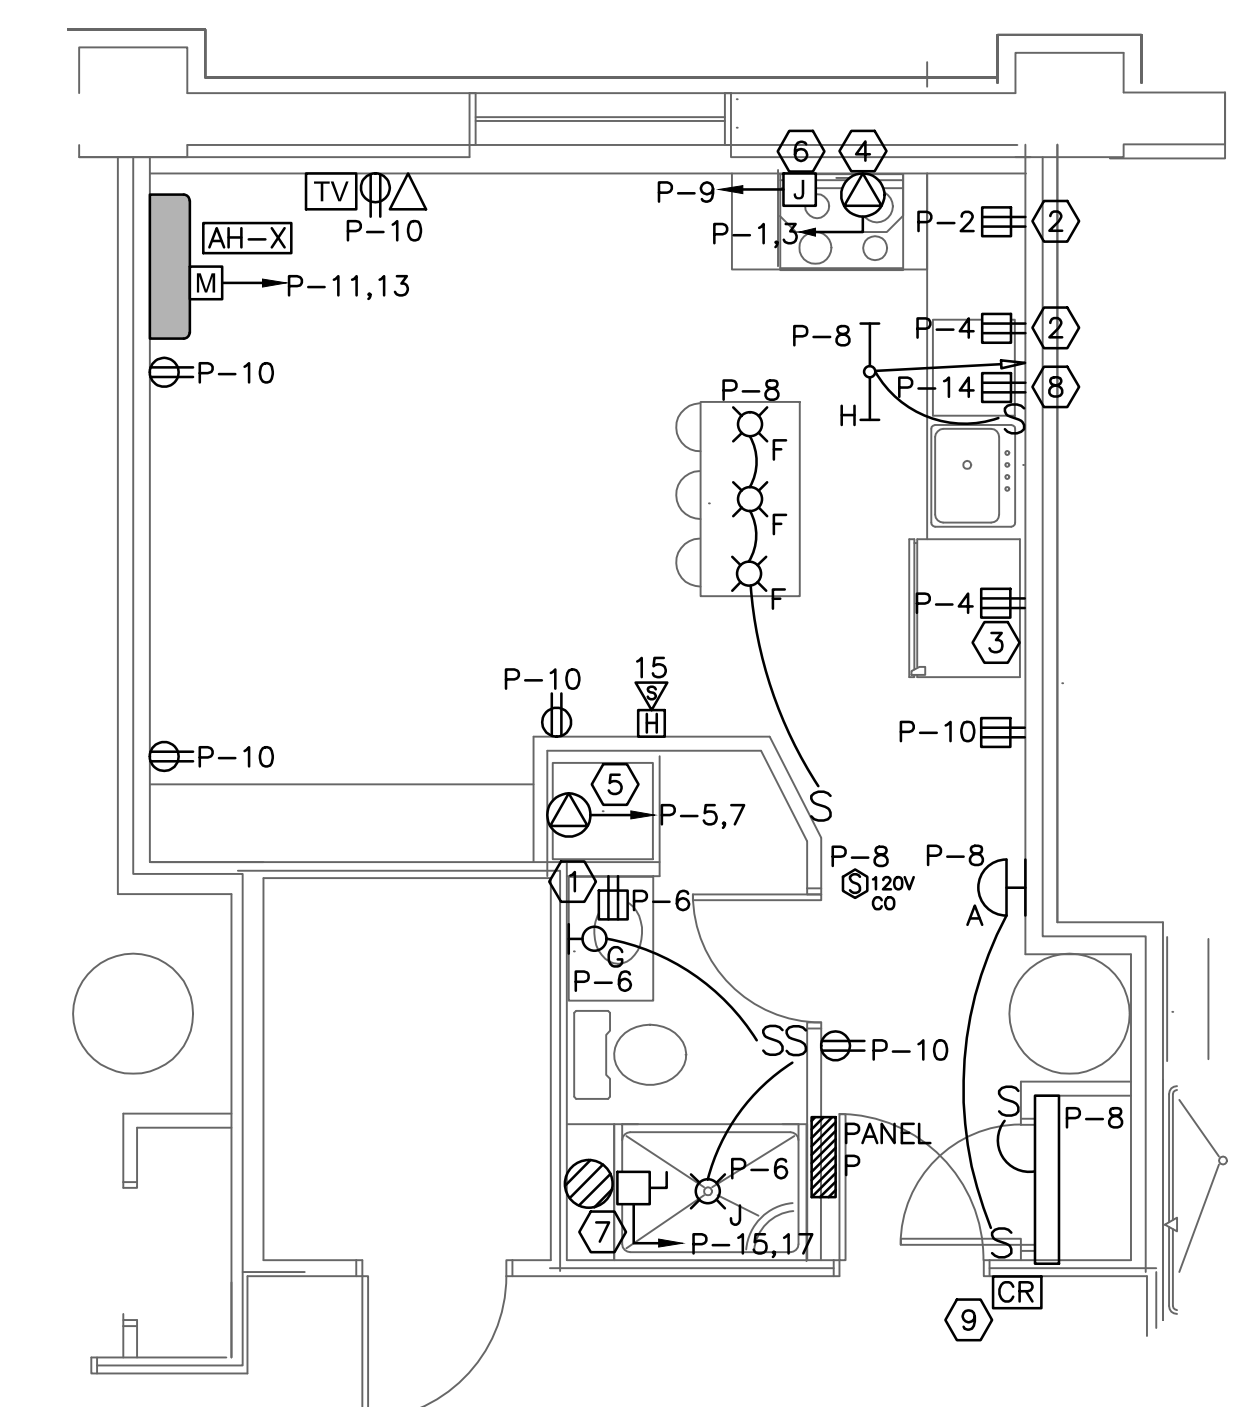 6
4
TV
P-10
P-9
J
P-1,3
P-2
2
AH-X
M
P-11,13
P-8
P-4
2
P-10
P-8
P-14
8
H
S
F
F
F
P-4
3
P-10
15
S
H
P-10
P-10
5
P-5,7
S
P-8
S
120V
CO
P-8
A
1
P-6
G
P-6
SS
P-10
S
P-8
PANEL
P
P-6
J
J
7
P-15,17
S
CR
9